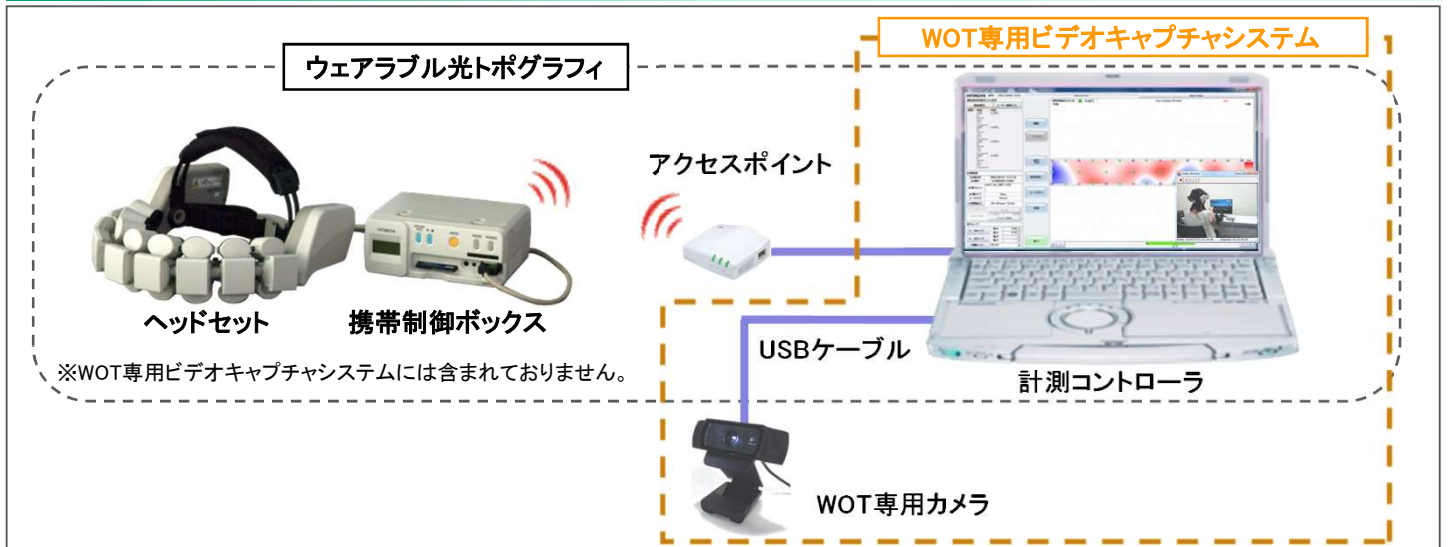 WOT専用ビデオキャプチャシステム
ウェアラブル光トポグラフィ
アクセスポイント
ヘッドセット
携帯制御ボックス
USBケーブル
※WOT専用ビデオキャプチャシステムには含まれておりません。
計測コントローラ
WOT専用カメラ